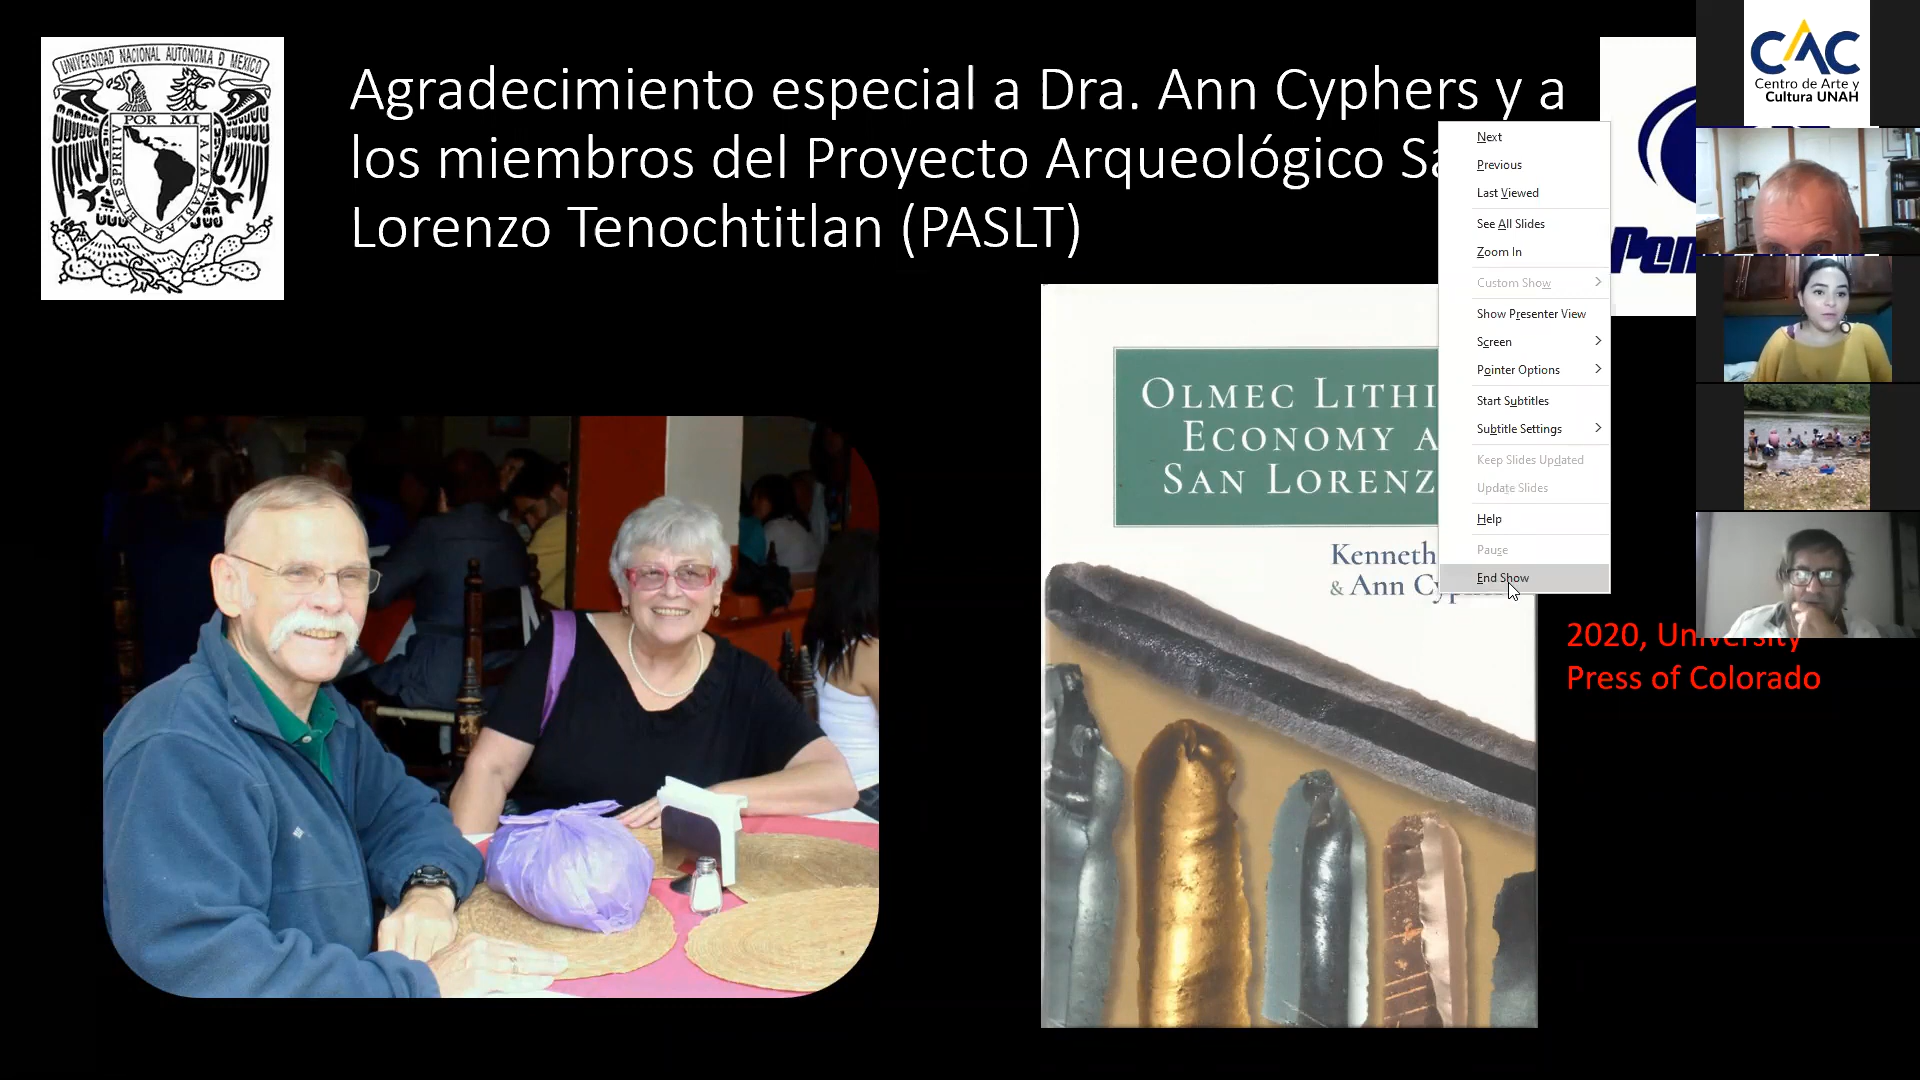 UNIVERSIDAD NACIONAL AUTONOMA D MEXICO
POR MI
RAZA HABLARA
EL ESPIRITU
Agradecimiento especial a Dra. Ann Cyphers y a
los miembros del Proyecto Arqueológico Sa
Lorenzo Tenochtitlan (PASLT)
CAC
Centro de Arte y
Cultura UNAH
Pen
Next
Previous
Last Viewed
See All Slides
Zoom In
Custom Show
Show Presenter View
Screen
Pointer Options
Start Subtitles
Subtitle Settings
Keep Slides Updated
Update Slides
Help
Pause
End Show
OLMEC LITHI
ECONOMY A
SAN LORENZ
Kenneth
& Ann Cyp
2020, University
Press of Colorado